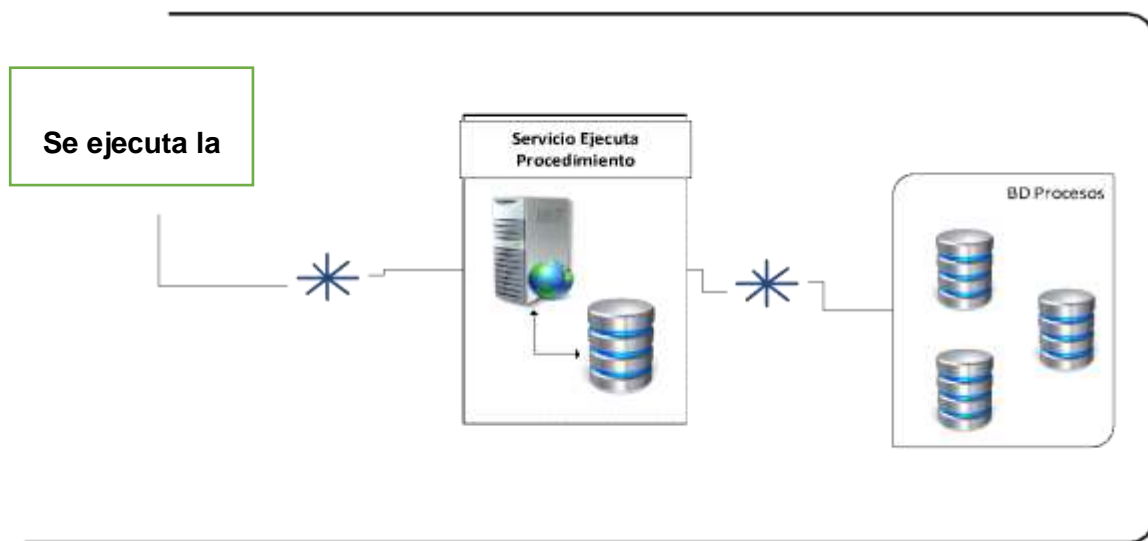 Se ejecuta la
Servicio Ejecuta
Procedimiento
BD Procesos